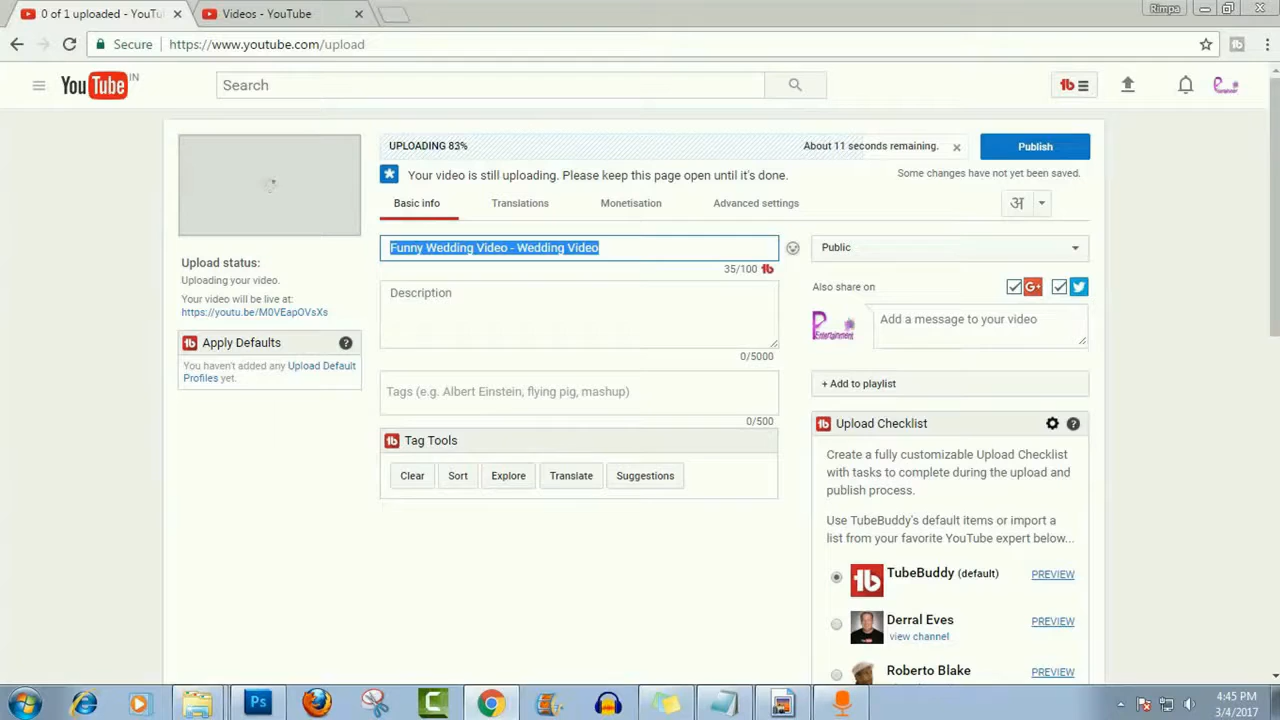 0 of 1 uploaded - YouTu
Videos - YouTube
Rimpa
Secure
https://www.youtube.com/upload
YouTube IN
Search
UPLOADING 83%
About 11 seconds remaining.
Publish
Your video is still uploading. Please keep this page open until it's done.
Some changes have not yet been saved.
Basic info
Translations
Monetisation
Advanced settings
अ
Funny Wedding Video - Wedding Video
Public
35/100
Upload status:
Uploading your video.
Your video will be live at:
https://youtu.be/M0VEapOVsXs
Also share on
G+
Description
Entertainment
Add a message to your video
0/5000
Apply Defaults
?
You haven't added any Upload Default
Profiles yet.
Tags (e.g. Albert Einstein, flying pig, mashup)
0/500
+ Add to playlist
Tag Tools
Clear
Sort
Explore
Translate
Suggestions
Upload Checklist
?
Create a fully customizable Upload Checklist
with tasks to complete during the upload and
publish process.
Use TubeBuddy's default items or import a
list from your favorite YouTube expert below...
TubeBuddy (default)
PREVIEW
Derral Eves
view channel
PREVIEW
Roberto Blake
PREVIEW
Ps
4:45 PM
3/4/2017